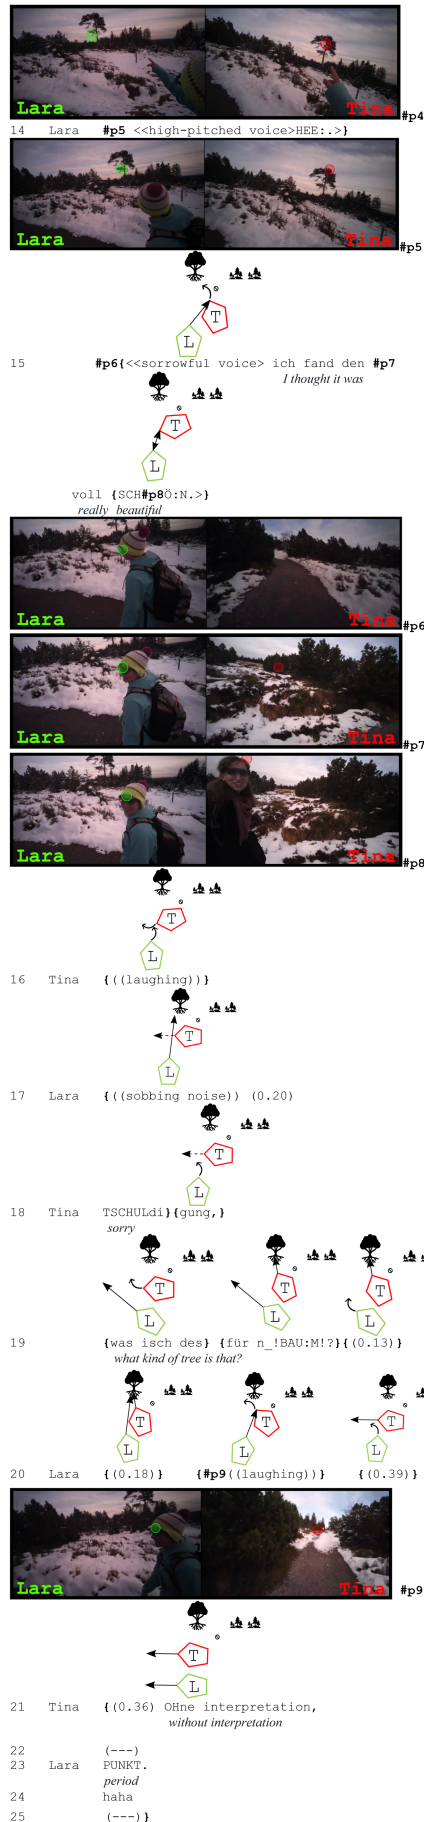 Lara Tina #p4
14 Lara #p5 <<high-pitched voice>HEE:.>}
Lara Tina #p5
T
L
15 #p6{<<sorrowful voice> ich fand den #p7
I thought it was
T
L
voll {SCH#p8Ö:N.>}
really beautiful
Lara Tina #p6
Lara Tina #p7
Lara #p8
T
L
16 Tina {((laughing))}
T
L
17 Lara {((sobbing noise)) (0.20)
T
L
18 Tina TSCHULdi}{gung,}
sorry
T T T
L L L
19 {was isch des} {für n_!BAU:M!?}{(0.13)}
what kind of tree is that?
T T T
L L L
20 Lara {(0.18)} {#p9((laughing))} {(0.39)}
Lara Tina #p9
T
L
21 Tina {(0.36) OHne interpretation,
without interpretation
22 (---)
23 Lara PUNKT.
period
24 haha
25 (---)}